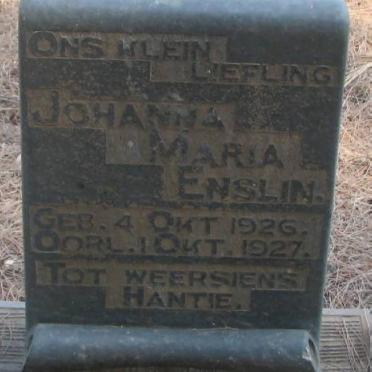 ONS KLEIN
LIEFLING
JOHANNA
MARIA
ENSLIN.
GEB. 4 OKT 1926.
OORL. 1 OKT. 1927.
TOT WEERSIENS
HANTIE.